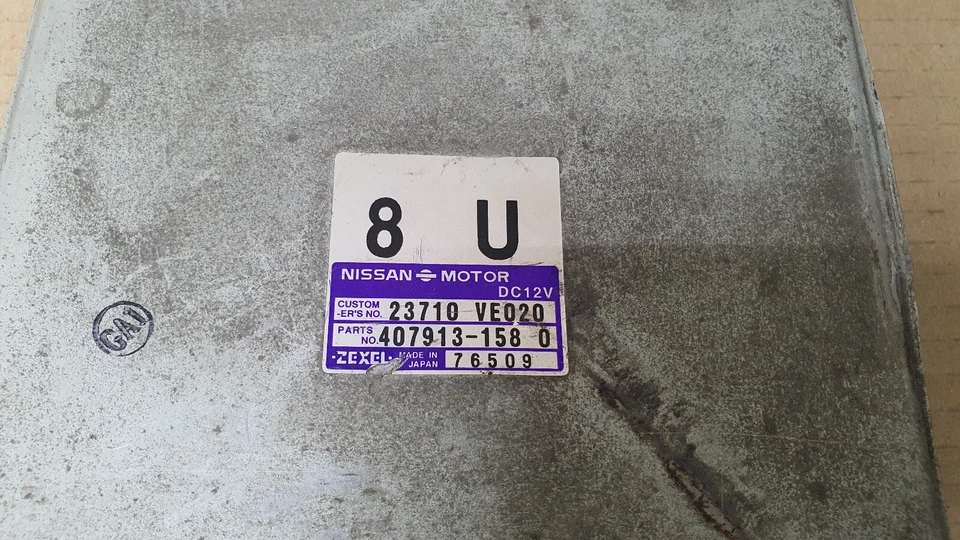 8 U
NISSAN MOTOR
DC12V
CUSTOM
-ER'S NO. 23710 VE020
PARTS
NO. 407913-158 0
·ZEXEL· MADE IN
JAPAN 76509
GAI